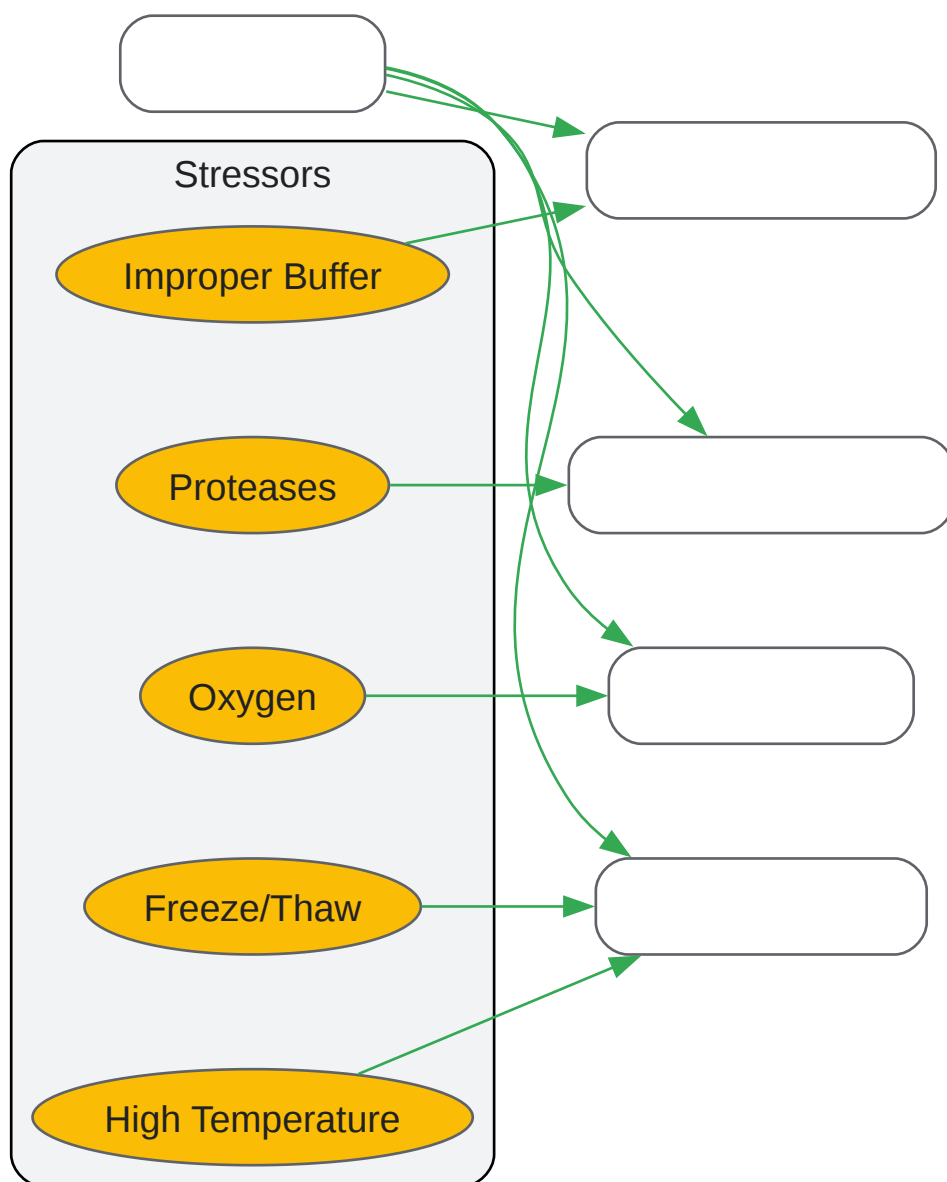 Stressors
Improper Buffer
Proteases
Oxygen
Freeze/Thaw
High Temperature